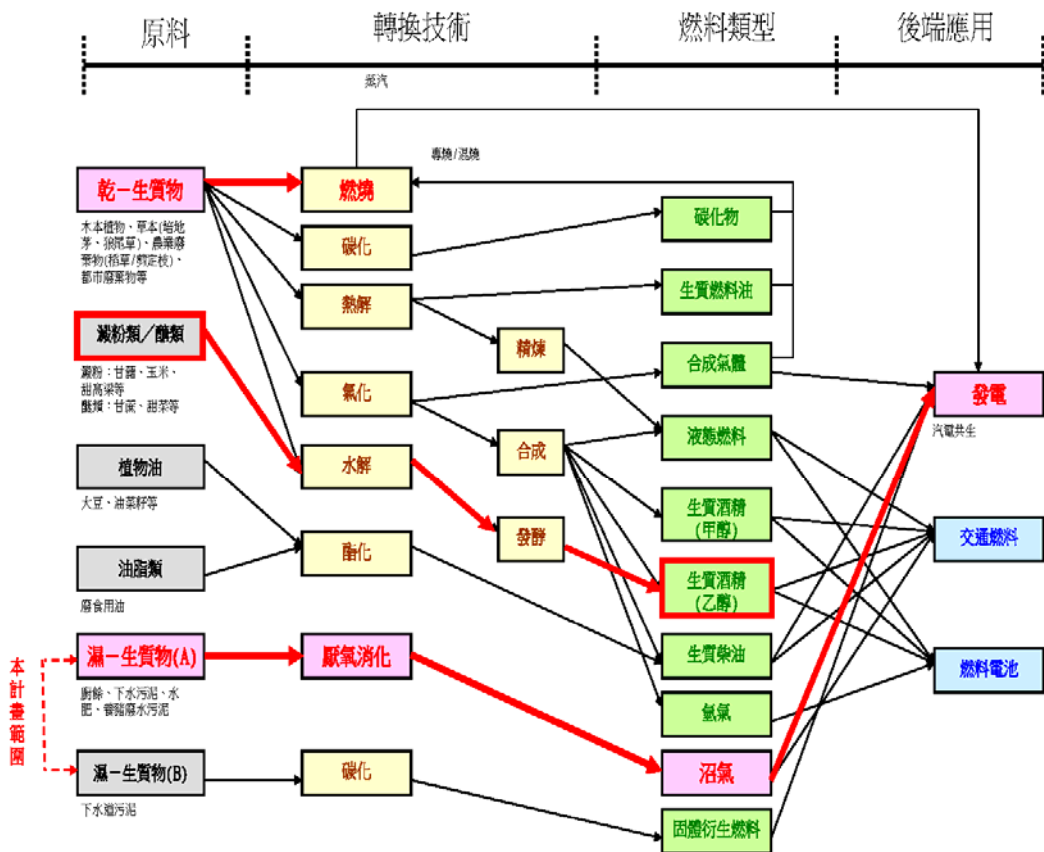 原料
轉換技術
燃料類型
後端應用
蒸汽
專燒/混燒
乾－生質物
木本植物、草本(培地
茅、狼尾草)、農業廢
棄物(稻草/剪定枝)、
都市廢棄物等
澱粉類／醣類
澱粉：甘藷、玉米、
甜高梁等
醣類：甘蔗、甜菜等
植物油
大豆、油菜籽等
油脂類
廢食用油
濕－生質物(A)
廚餘、下水污泥、水
肥、養豬廢水污泥
濕－生質物(B)
下水道污泥
本計畫範圍
燃燒
碳化
熱解
氣化
水解
酯化
厭氧消化
碳化
精煉
合成
發酵
碳化物
生質燃料油
合成氣體
液態燃料
生質酒精
(甲醇)
生質酒精
(乙醇)
生質柴油
氫氣
沼氣
固體衍生燃料
發電
汽電共生
交通燃料
燃料電池